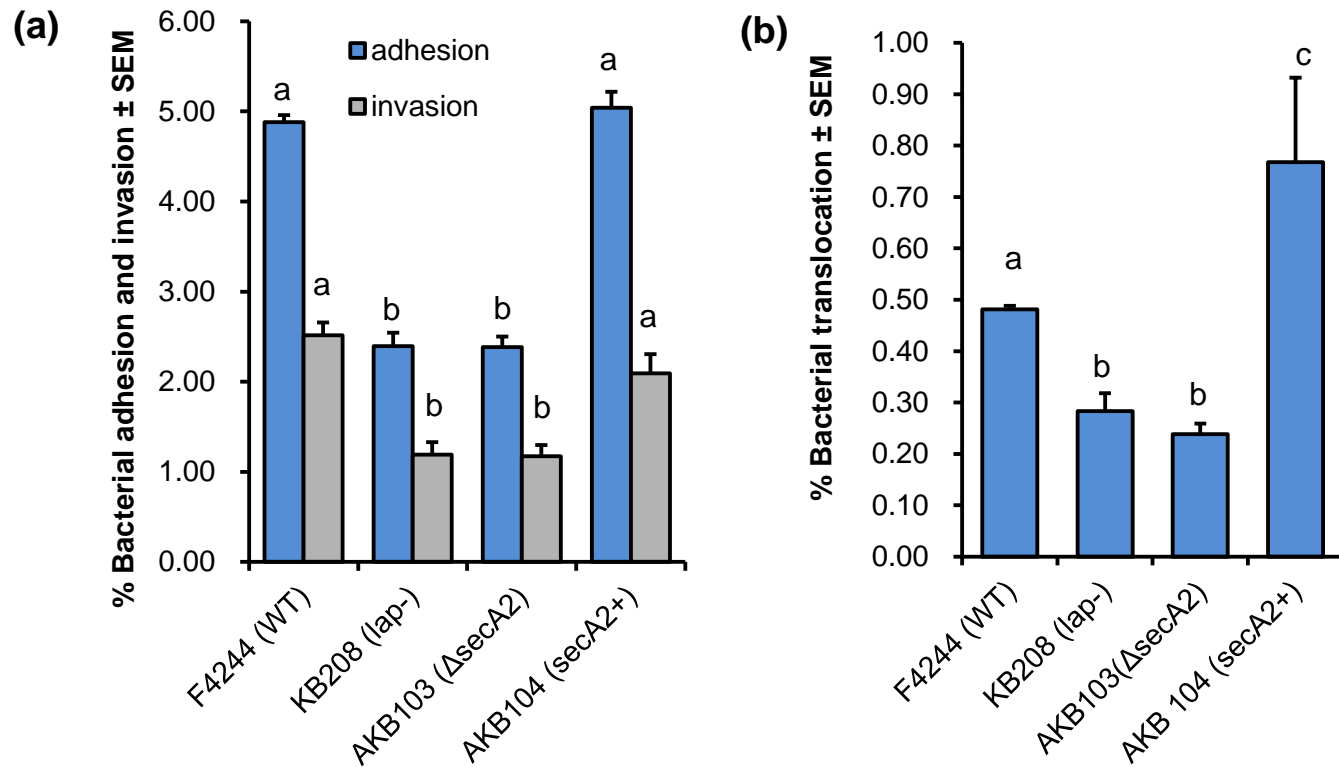 (a)
% Bacterial adhesion and invasion ± SEM
6.00
5.00
4.00
3.00
2.00
1.00
0.00
adhesion
invasion
a
a
b
b
b
b
a
a
F4244 (WT)
KB208 (lap-)
AKB103 (ΔsecA2)
AKB104 (secA2+)
(b)
% Bacterial translocation ± SEM
1.00
0.90
0.80
0.70
0.60
0.50
0.40
0.30
0.20
0.10
0.00
a
b
b
c
F4244 (WT)
KB208 (lap-)
AKB103(ΔsecA2)
AKB 104 (secA2+)